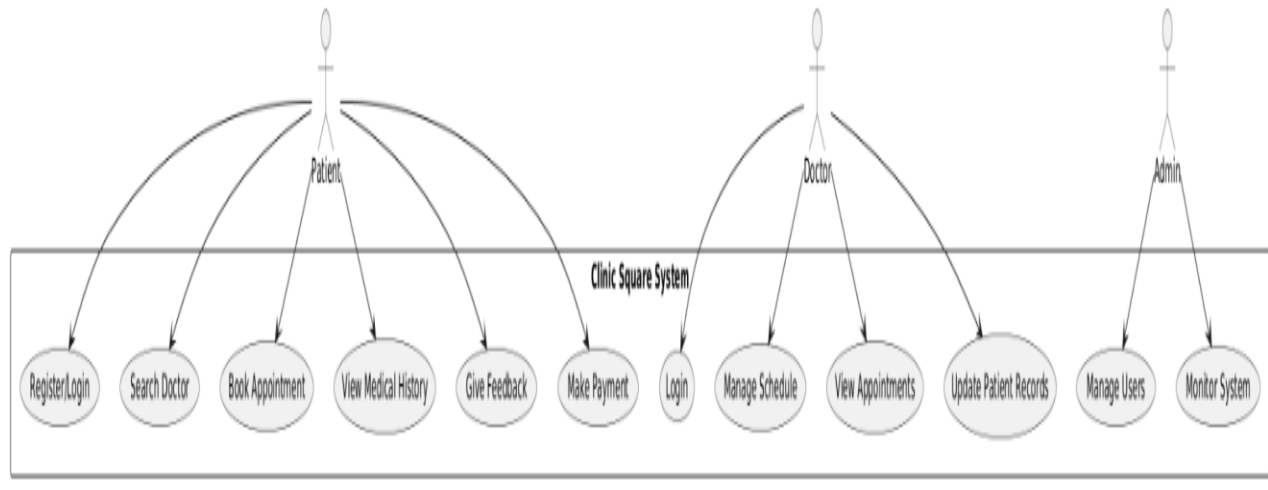 Patient
Doctor
Admin
Clinic Square System
Register/Login
Search Doctor
Book Appointment
View Medical History
Give Feedback
Make Payment
Login
Manage Schedule
View Appointments
Update Patient Records
Manage Users
Monitor System